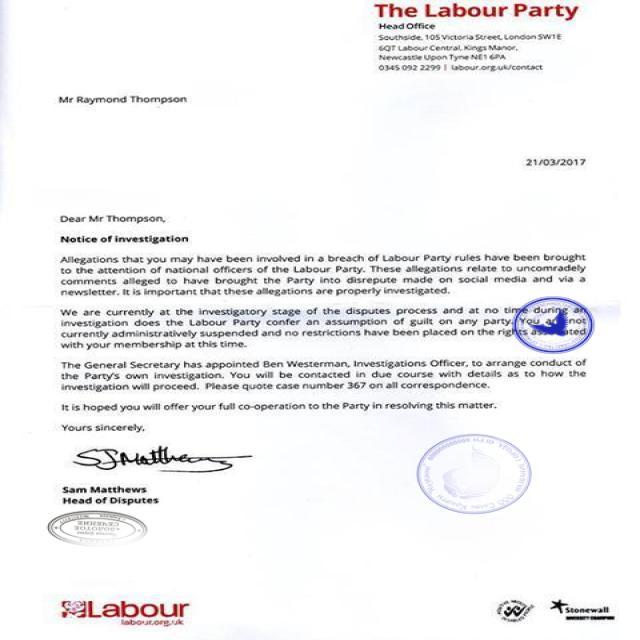 The Labour Party
Head Office
Southside, 105 Victoria Street, London SW1E
6QT Labour Central, Kings Manor,
Newcastle Upon Tyne NE1 6PA
0345 092 2299 | labour.org.uk/contact
Mr Raymond Thompson
21/03/2017
Dear Mr Thompson,
Notice of investigation
Allegations that you may have been involved in a breach of Labour Party rules have been brought
to the attention of national officers of the Labour Party. These allegations relate to uncomradely
comments alleged to have brought the Party into disrepute made on social media and via a
newsletter. It is important that these allegations are properly investigated.
We are currently at the investigatory stage of the disputes process and at no time during an
investigation does the Labour Party confer an assumption of guilt on any party. You are not
currently administratively suspended and no restrictions have been placed on the rights associated
with your membership at this time.
The General Secretary has appointed Ben Westerman, Investigations Officer, to arrange conduct of
the Party's own investigation. You will be contacted in due course with details as to how the
investigation will proceed. Please quote case number 367 on all correspondence.
It is hoped you will offer your full co-operation to the Party in resolving this matter.
Yours sincerely,
SJMatthews
Sam Matthews
Head of Disputes
Labour
labour.org.uk
Stonewall
DIVERSITY CHAMPION